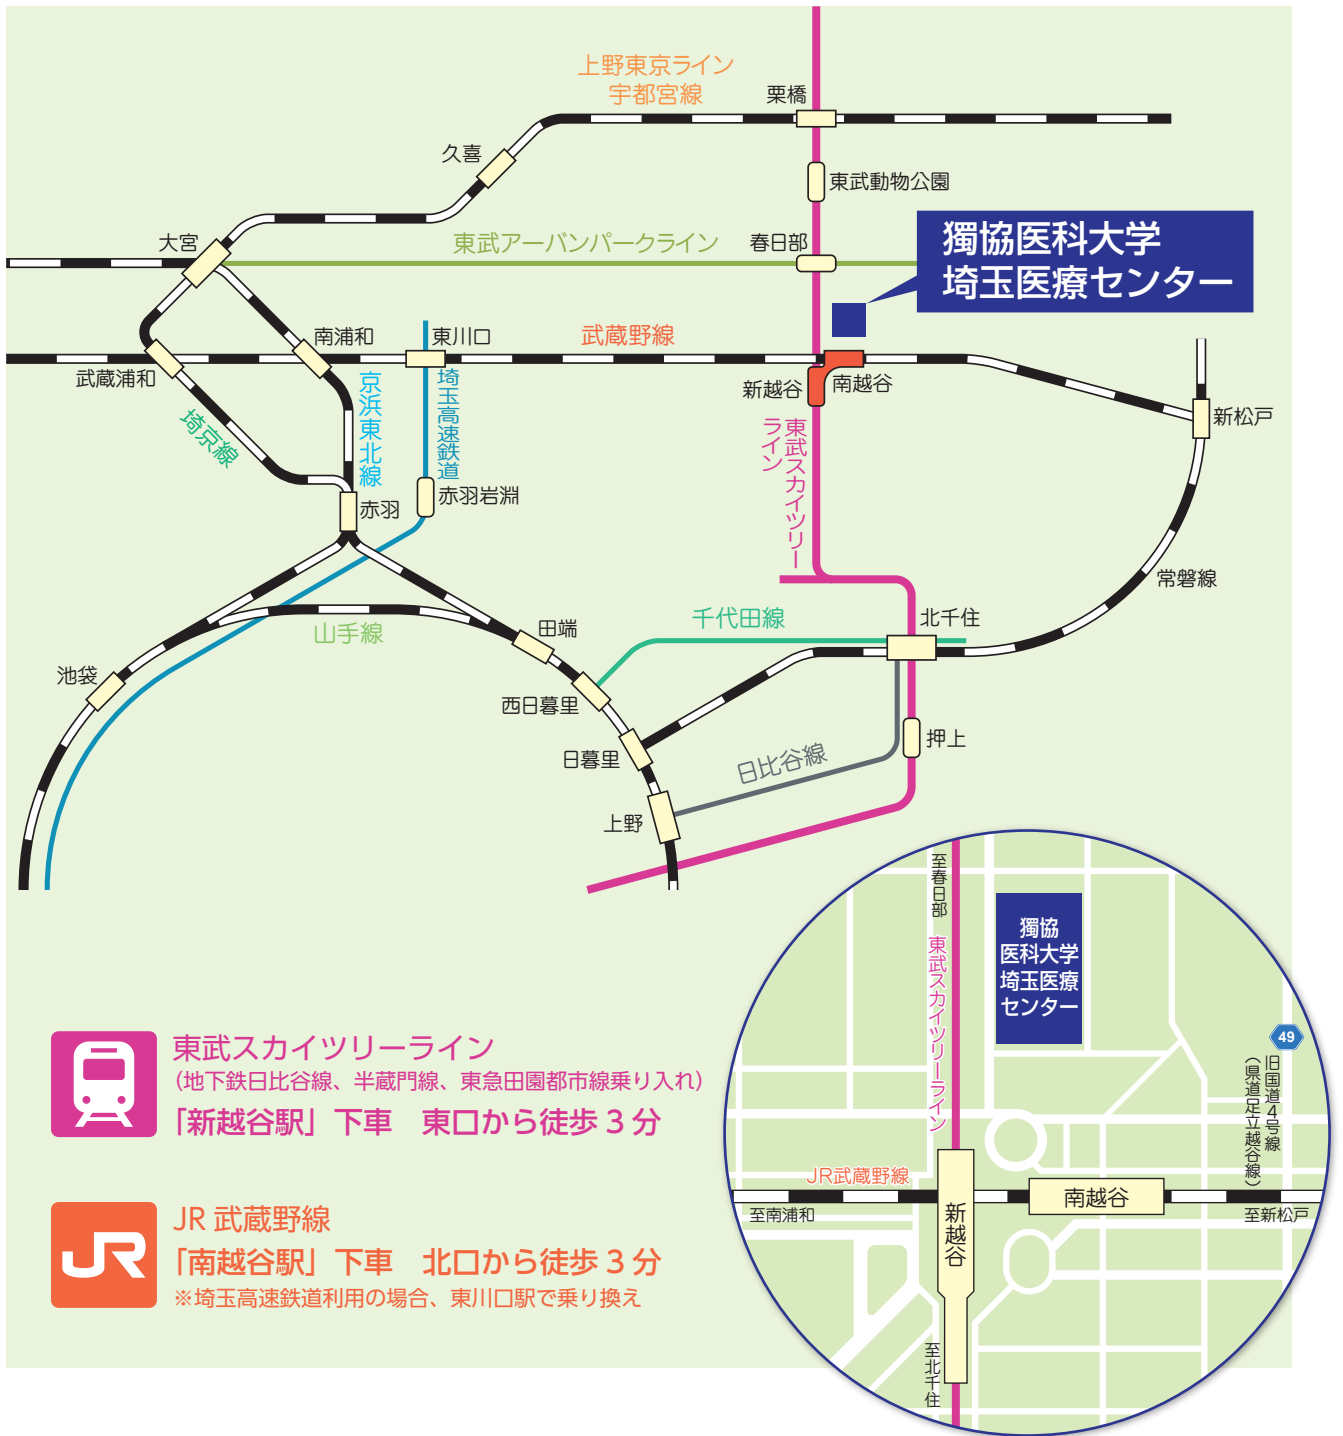 上野東京ライン
宇都宮線
栗橋
久喜
東武動物公園
大宮
東武アーバンパークライン
春日部
獨協医科大学
埼玉医療センター
南浦和
東川口
武蔵野線
武蔵浦和
京浜東北線
埼玉高速鉄道
新越谷
南越谷
新松戸
埼京線
東武スカイツリー
ライン
赤羽
赤羽岩淵
常磐線
山手線
田端
千代田線
北千住
池袋
西日暮里
日暮里
日比谷線
押上
上野
至春日部
東武スカイツリーライン
獨協
医科大学
埼玉医療
センター
49
旧国道4号線
（県道足立越谷線）
JR武蔵野線
至南浦和
新越谷
南越谷
至新松戸
至北千住
東武スカイツリーライン
（地下鉄日比谷線、半蔵門線、東急田園都市線乗り入れ）
「新越谷駅」下車　東口から徒歩 3 分
JR
JR 武蔵野線
「南越谷駅」下車　北口から徒歩 3 分
※埼玉高速鉄道利用の場合、東川口駅で乗り換え